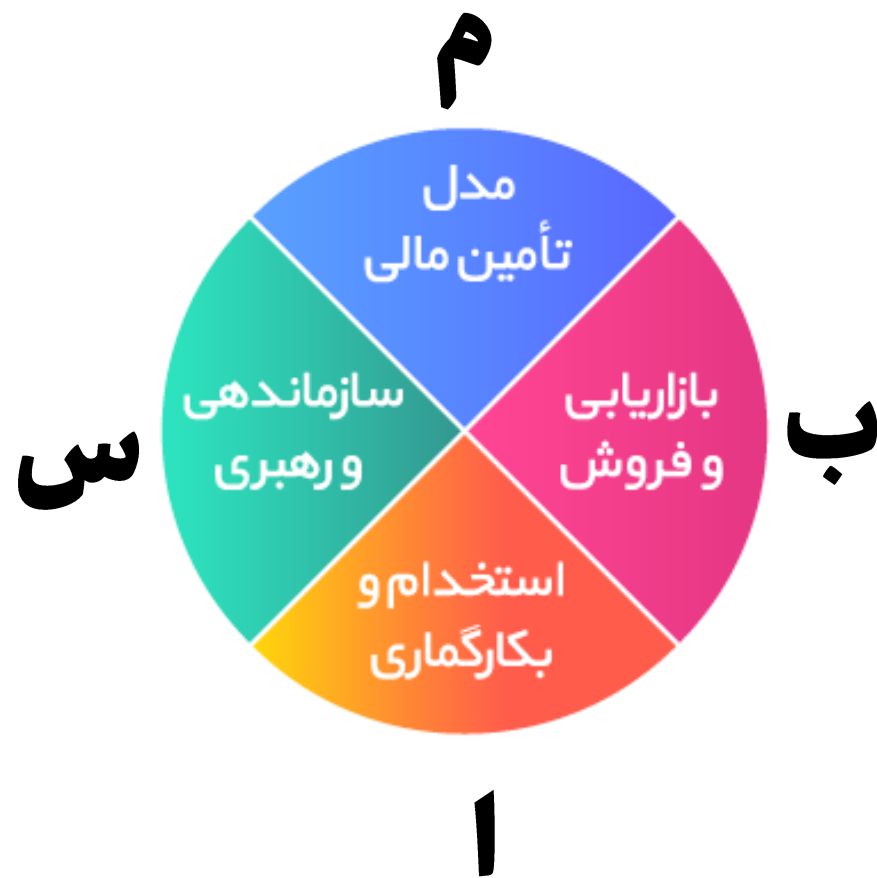 م
مدل
تأمین مالی
ب
بازاریابی
و فروش
سازماندهی
و رهبری
س
استخدام و
بکارگماری
ا